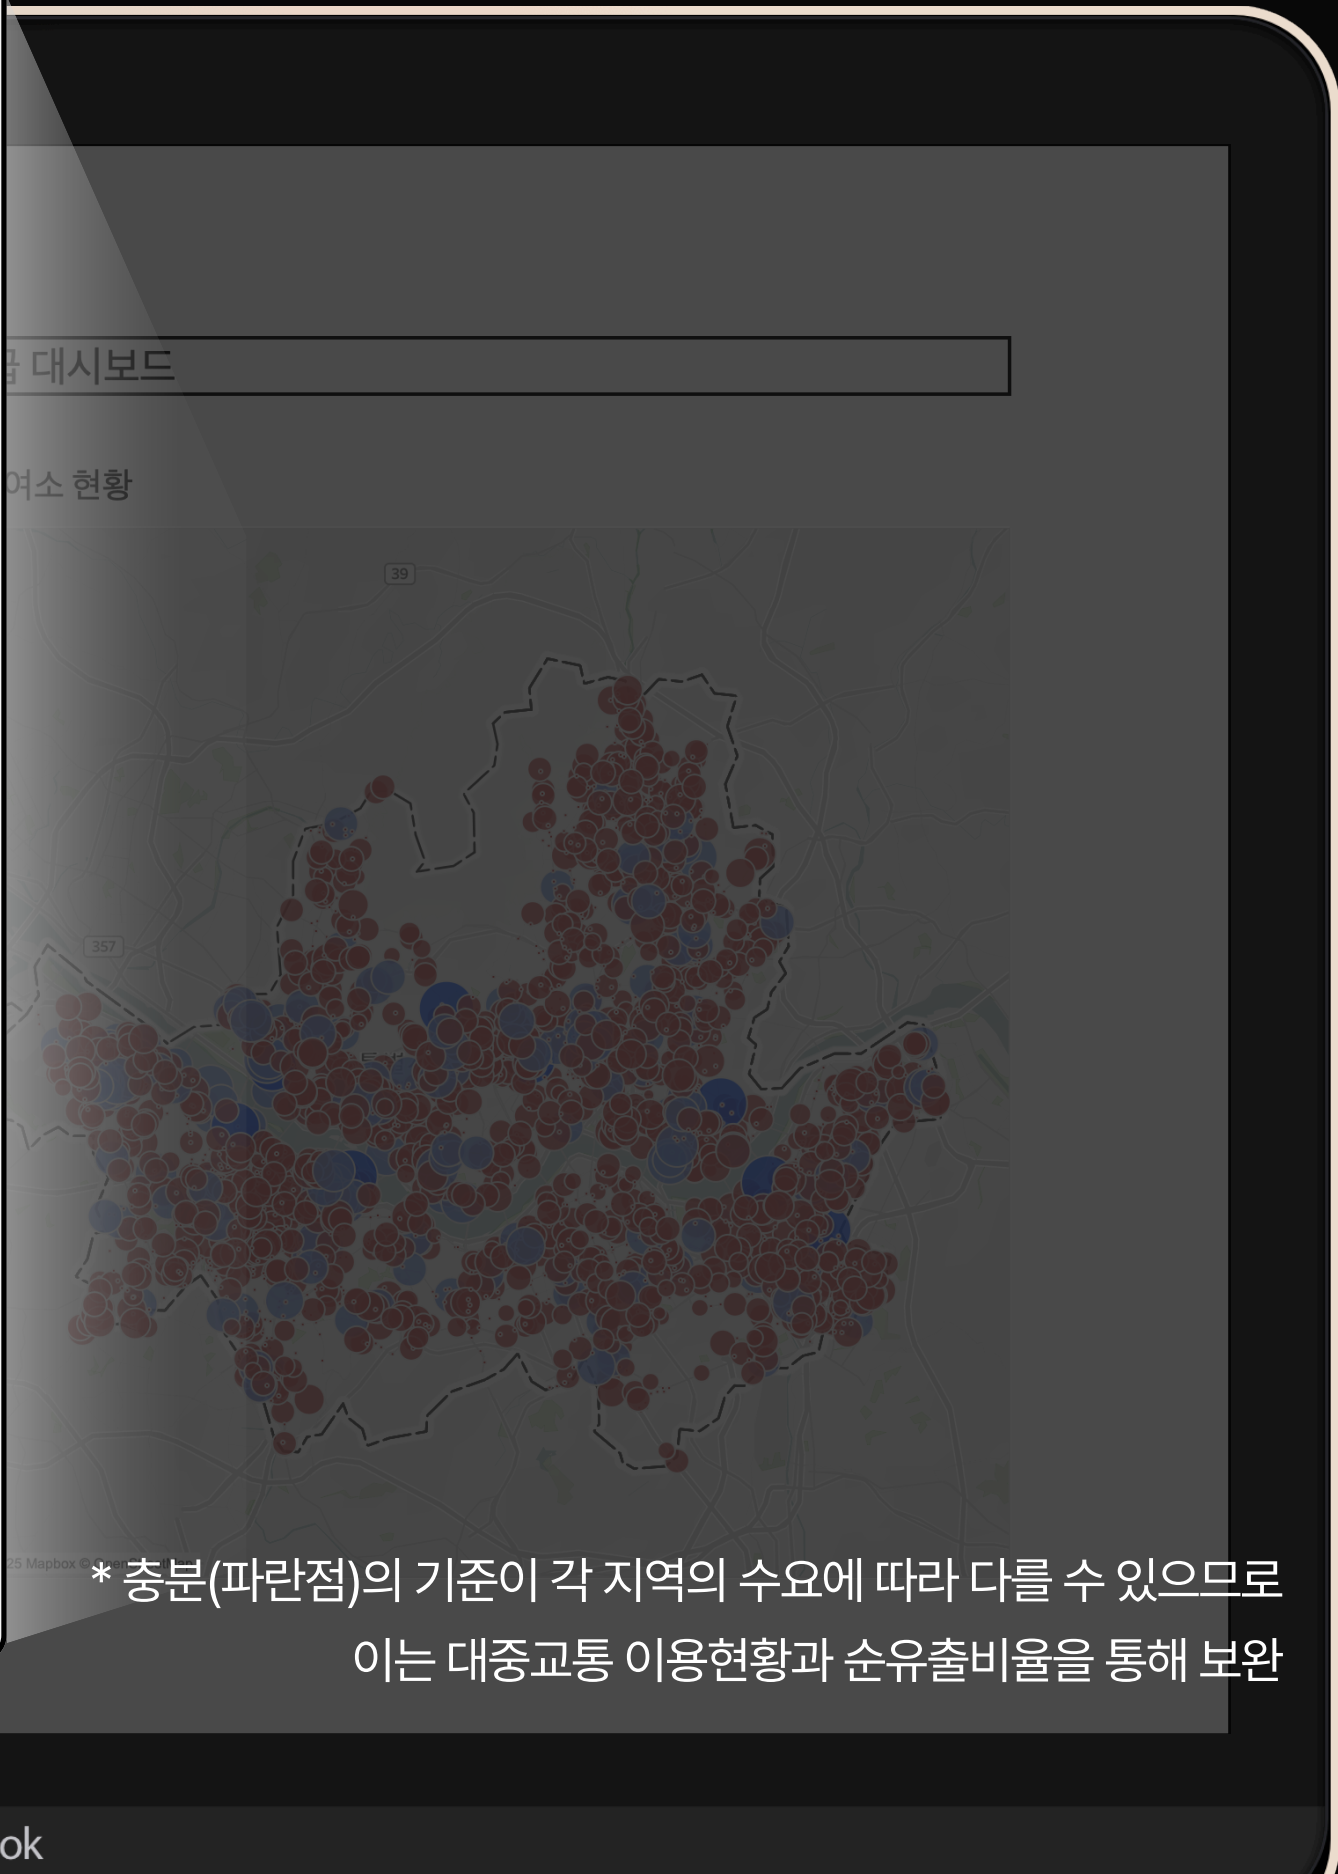 대시보드
여소 현황
39
357
25 Mapbox © OpenStreetMap
* 충분(파란점)의 기준이 각 지역의 수요에 따라 다를 수 있으므로
이는 대중교통 이용현황과 순유출비율을 통해 보완
ok